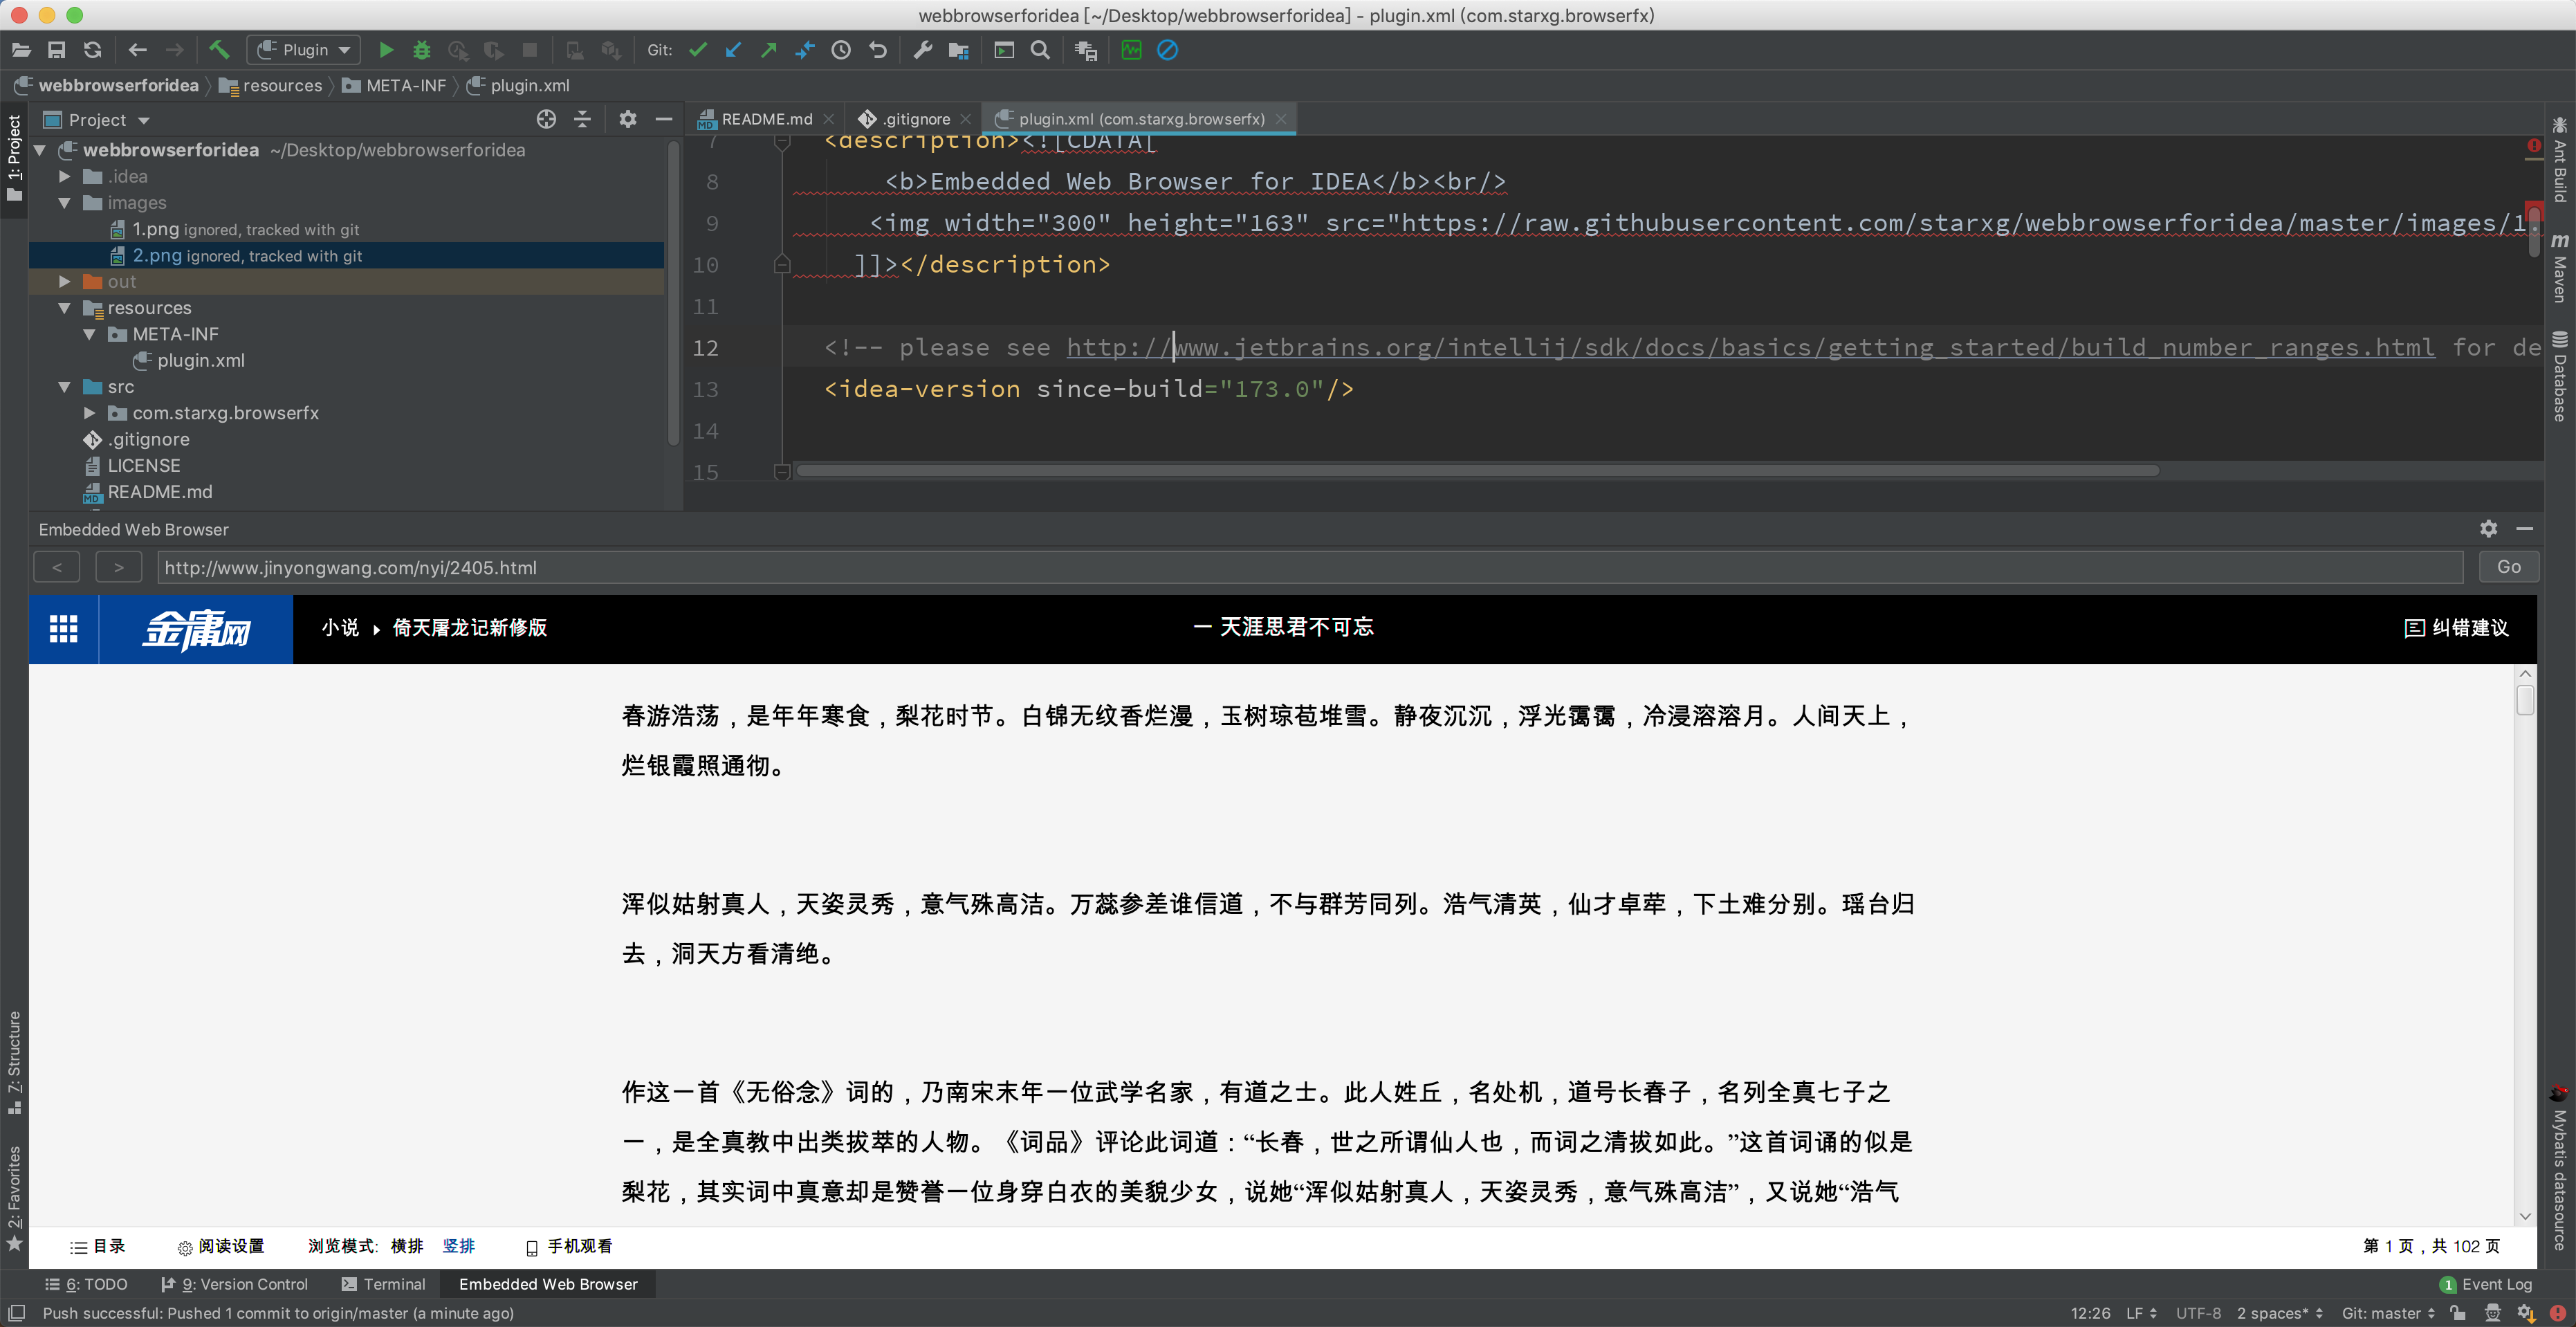 webbrowserforidea [~/Desktop/webbrowserforidea] - plugin.xml (com.starxg.browserfx)
Plugin
Git:
webbrowserforidea
resources
META-INF
plugin.xml
1: Project
Project
README.md
.gitignore
plugin.xml (com.starxg.browserfx)
Ant Build
Maven
Database
webbrowserforidea ~/Desktop/webbrowserforidea
.idea
images
1.png ignored, tracked with git
2.png ignored, tracked with git
out
resources
META-INF
plugin.xml
src
com.starxg.browserfx
.gitignore
LICENSE
README.md
7 <description><![CDATA[
8 <b>Embedded Web Browser for IDEA</b><br/>
9 <img width="300" height="163" src="https://raw.githubusercontent.com/starxg/webbrowserforidea/master/images/1
10 ]]></description>
11
12 <!-- please see http://www.jetbrains.org/intellij/sdk/docs/basics/getting_started/build_number_ranges.html for de
13 <idea-version since-build="173.0"/>
14
15
Embedded Web Browser
< > http://www.jinyongwang.com/nyi/2405.html Go
金庸网
小说
倚天屠龙记新修版
一 天涯思君不可忘
纠错建议
春游浩荡，是年年寒食，梨花时节。白锦无纹香烂漫，玉树琼苞堆雪。静夜沉沉，浮光霭霭，冷浸溶溶月。人间天上，
烂银霞照通彻。
浑似姑射真人，天姿灵秀，意气殊高洁。万蕊参差谁信道，不与群芳同列。浩气清英，仙才卓荦，下土难分别。瑶台归
去，洞天方看清绝。
作这一首《无俗念》词的，乃南宋末年一位武学名家，有道之士。此人姓丘，名处机，道号长春子，名列全真七子之
一，是全真教中出类拔萃的人物。《词品》评论此词道：“长春，世之所谓仙人也，而词之清拔如此。”这首词诵的似是
梨花，其实词中真意却是赞誉一位身穿白衣的美貌少女，说她“浑似姑射真人，天姿灵秀，意气殊高洁”，又说她“浩气
Z: Structure
2: Favorites
Mybatis datasource
目录
阅读设置
浏览模式: 横排 竖排
手机观看
第 1 页，共 102 页
6: TODO
9: Version Control
Terminal
Embedded Web Browser
1 Event Log
Push successful: Pushed 1 commit to origin/master (a minute ago)
12:26 LF UTF-8 2 spaces* Git: master